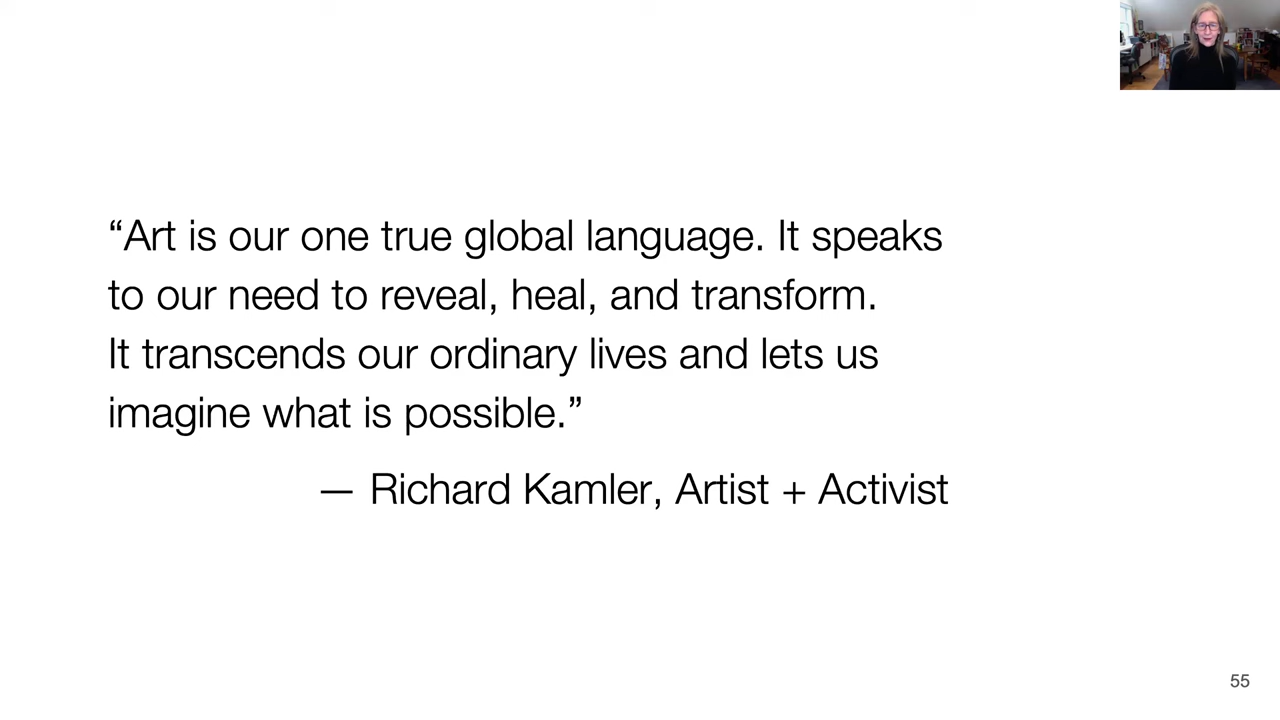 “Art is our one true global language. It speaks
to our need to reveal, heal, and transform.
It transcends our ordinary lives and lets us
imagine what is possible.”
— Richard Kamler, Artist + Activist
55